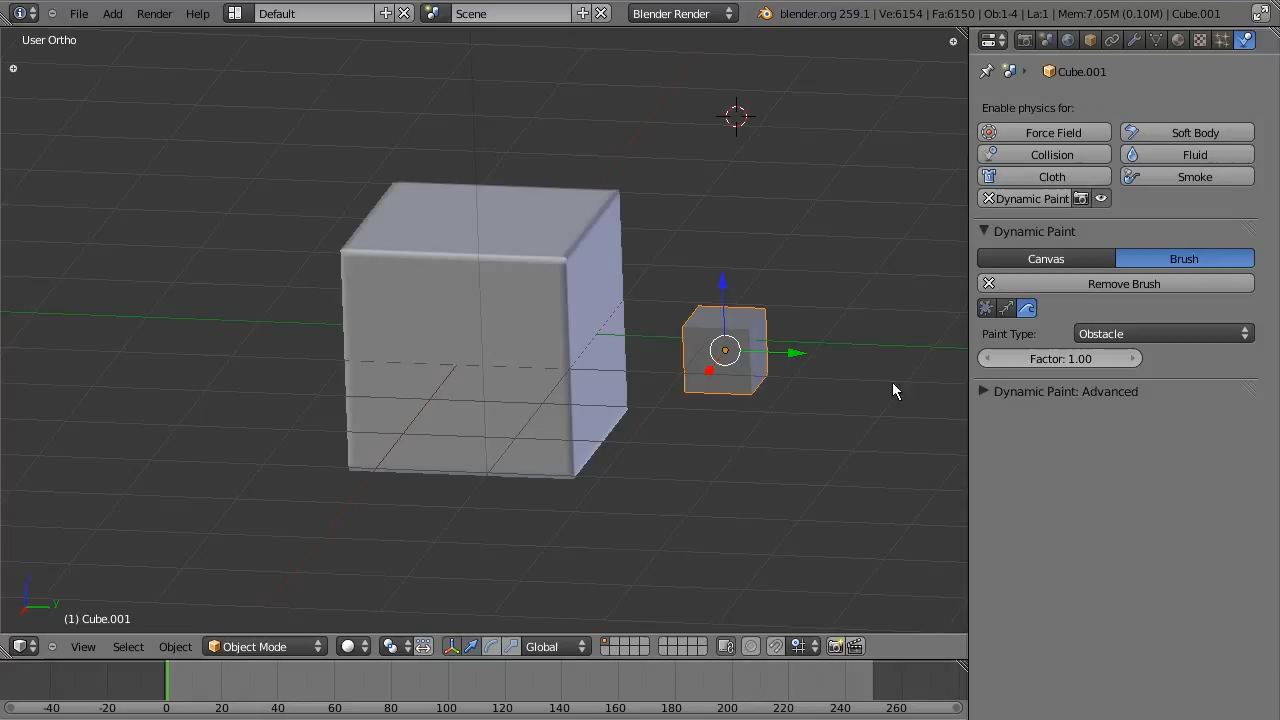 File Add Render Help Default Scene Blender Render blender.org 259.1 | Ve:6154 | Fa:6150 | Ob:1-4 | La:1 | Mem:7.05M (0.10M) | Cube.001
User Ortho
Cube.001
Enable physics for:
Force Field Soft Body
Collision Fluid
Cloth Smoke
Dynamic Paint
Dynamic Paint
Canvas Brush
Remove Brush
Paint Type: Obstacle
Factor: 1.00
Dynamic Paint: Advanced
z
y
(1) Cube.001
View Select Object Object Mode Global
-40 -20 0 20 40 60 80 100 120 140 160 180 200 220 240 260